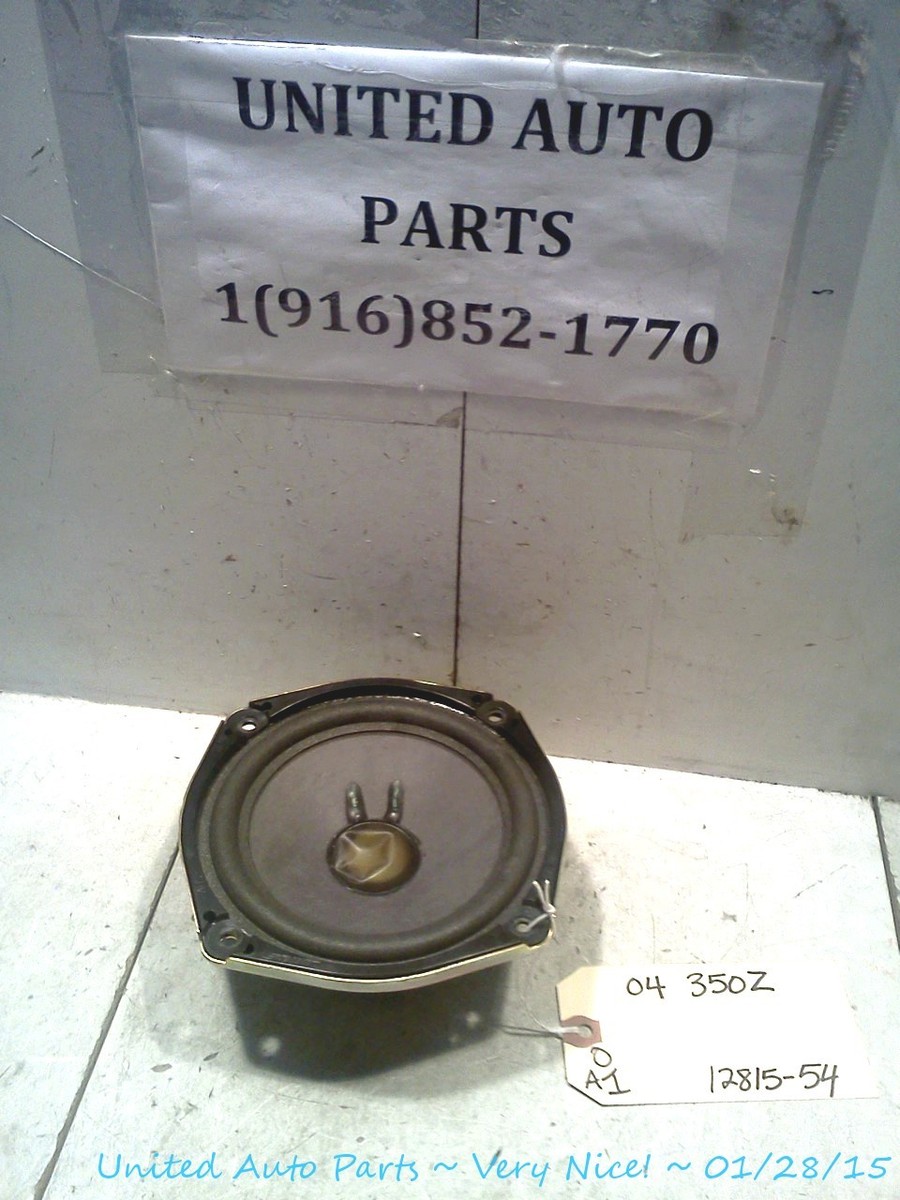 UNITED AUTO
PARTS
1(916)852-1770
04 350Z
O
A1 12815-54
United Auto Parts ~ Very Nice! ~ 01/28/15